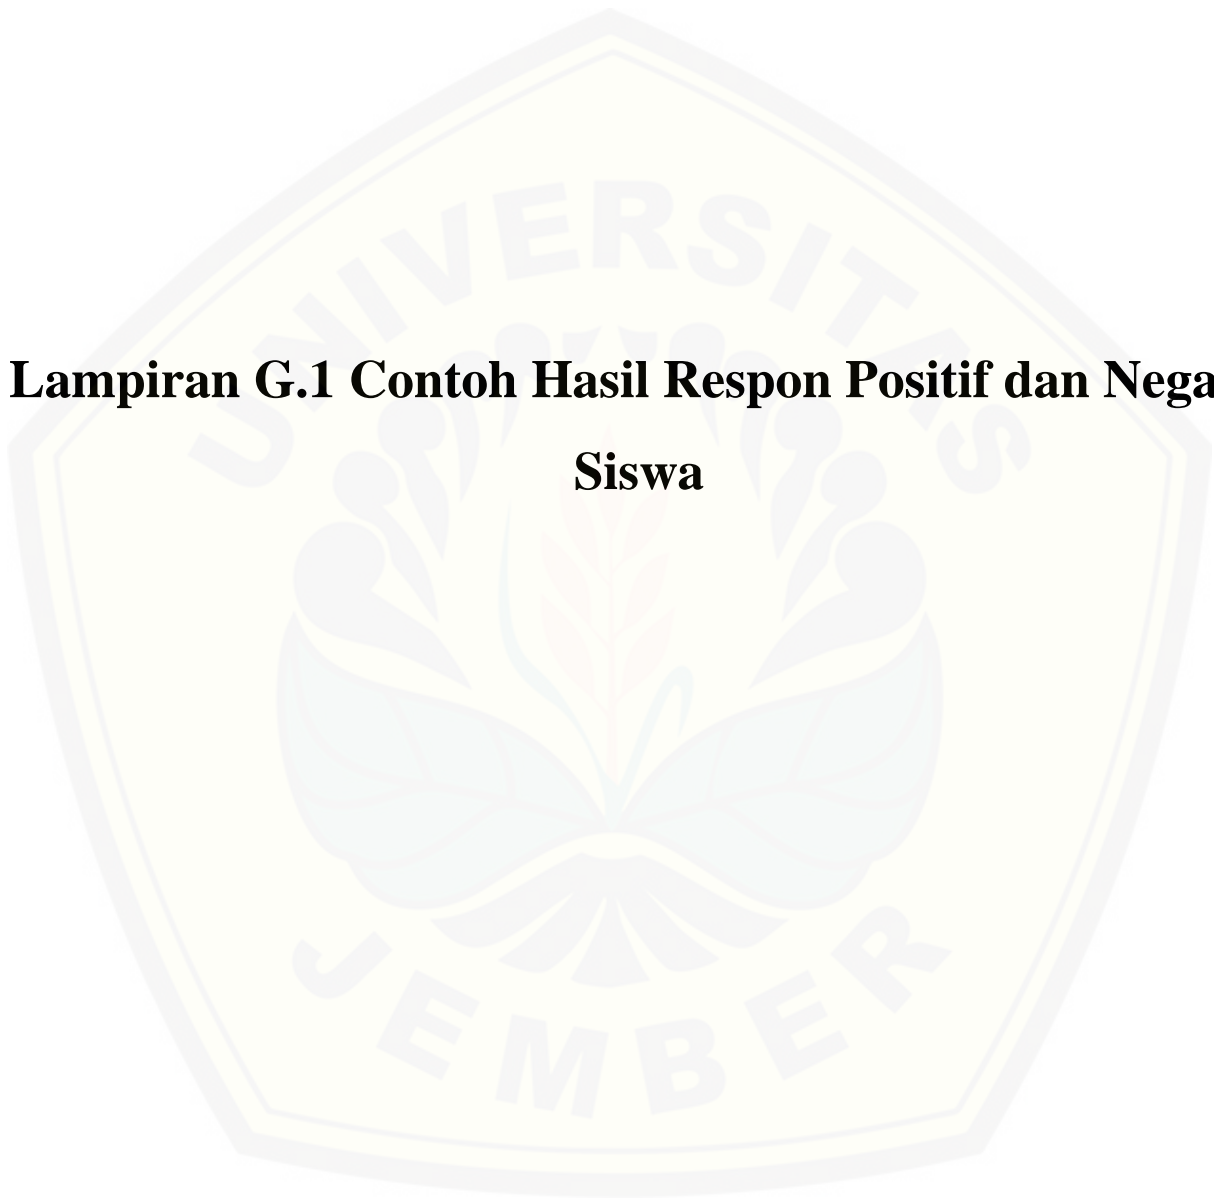 UNIVERSITAS
Lampiran G.1 Contoh Hasil Respon Positif dan Nega
Siswa
JEMBER